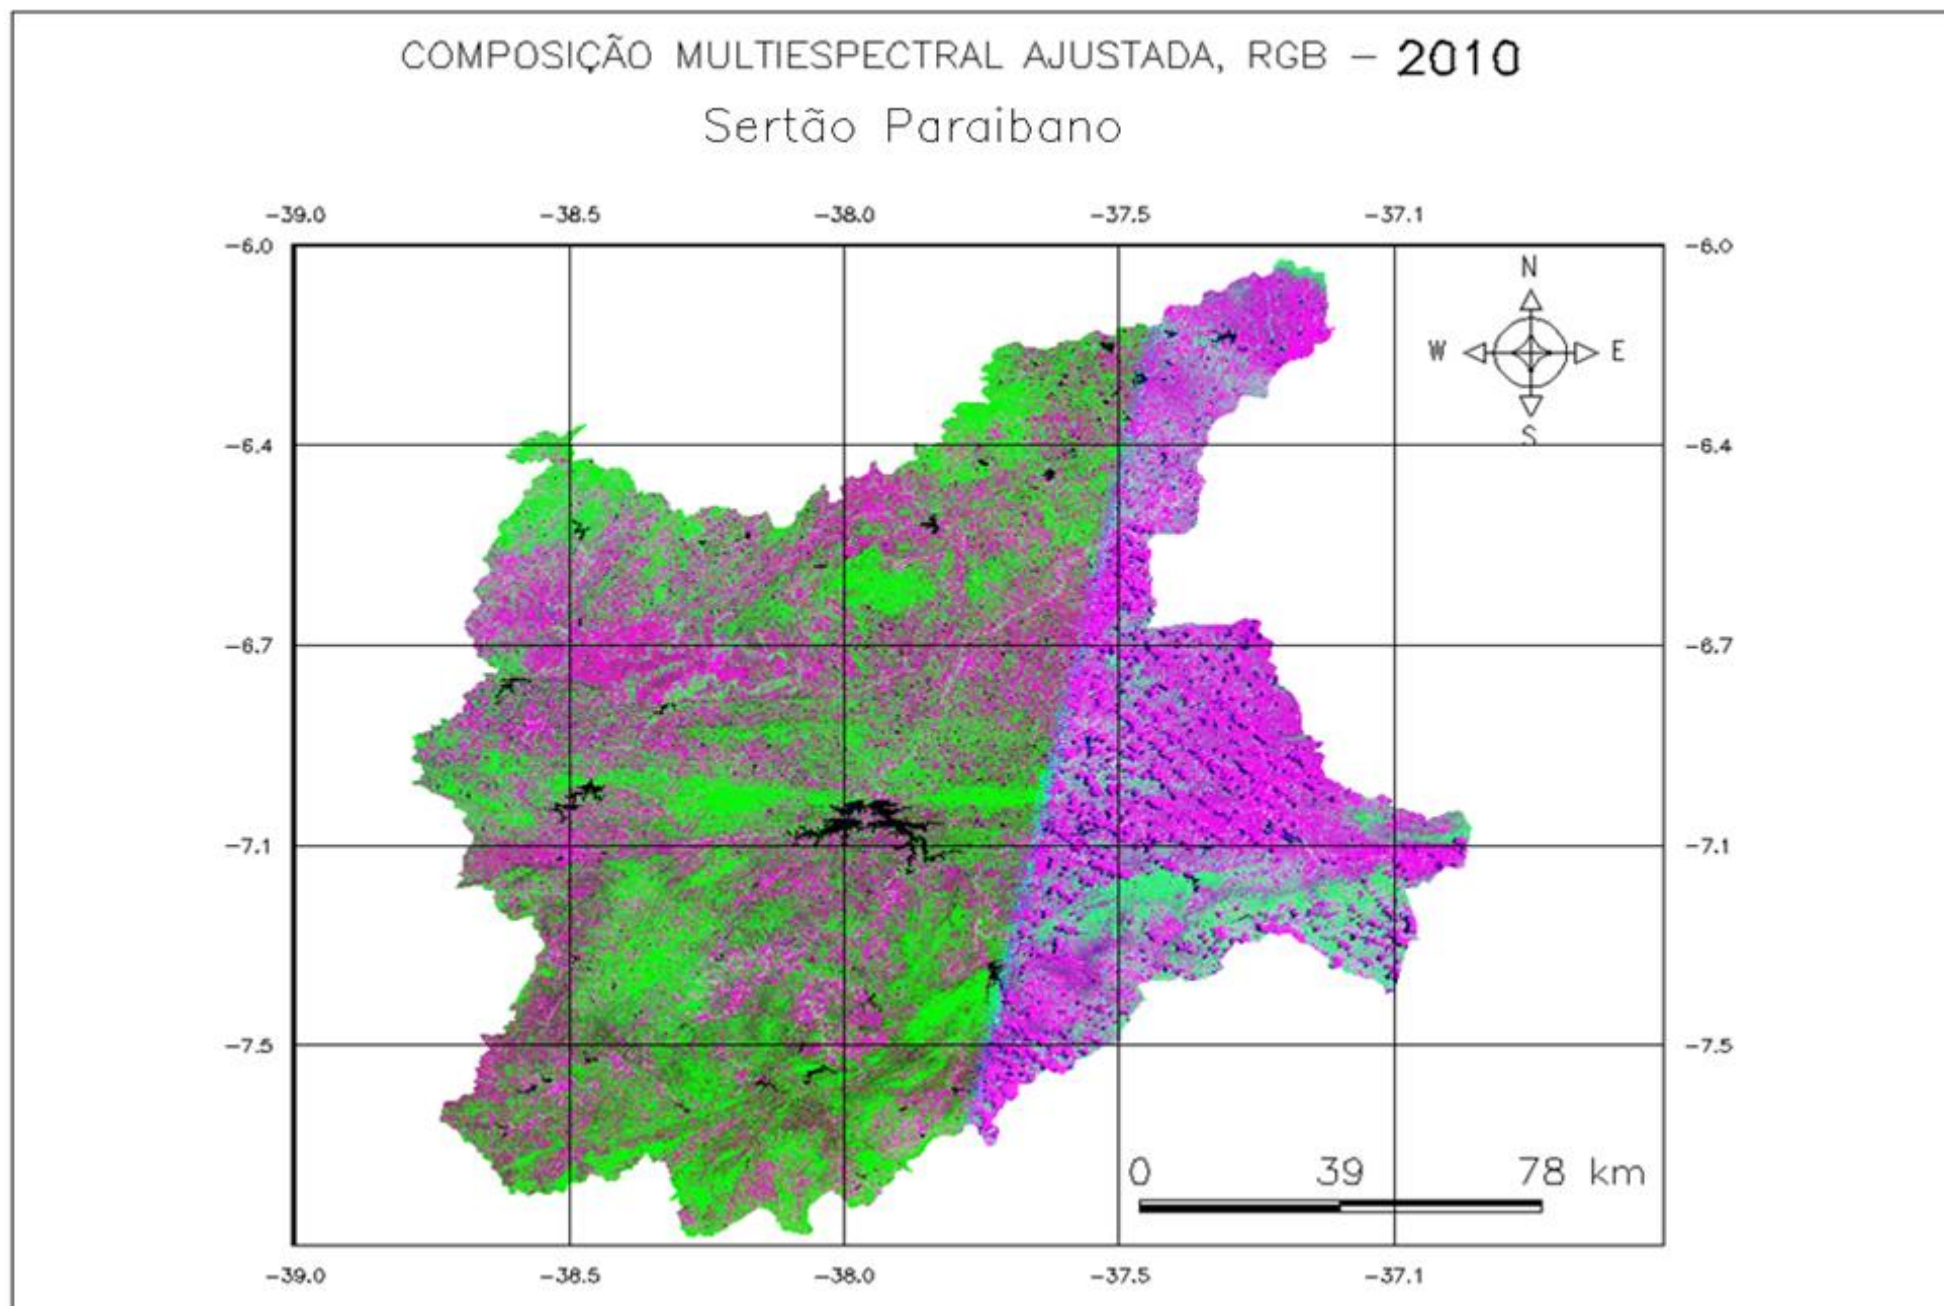 COMPOSIÇÃO MULTIESPECTRAL AJUSTADA, RGB – 2010
Sertão Paraibano
-39.0 -38.5 -38.0 -37.5 -37.1
-6.0 -6.0
N
W E
S
-6.4 -6.4
-6.7 -6.7
-7.1 -7.1
-7.5 -7.5
0 39 78 km
-39.0 -38.5 -38.0 -37.5 -37.1